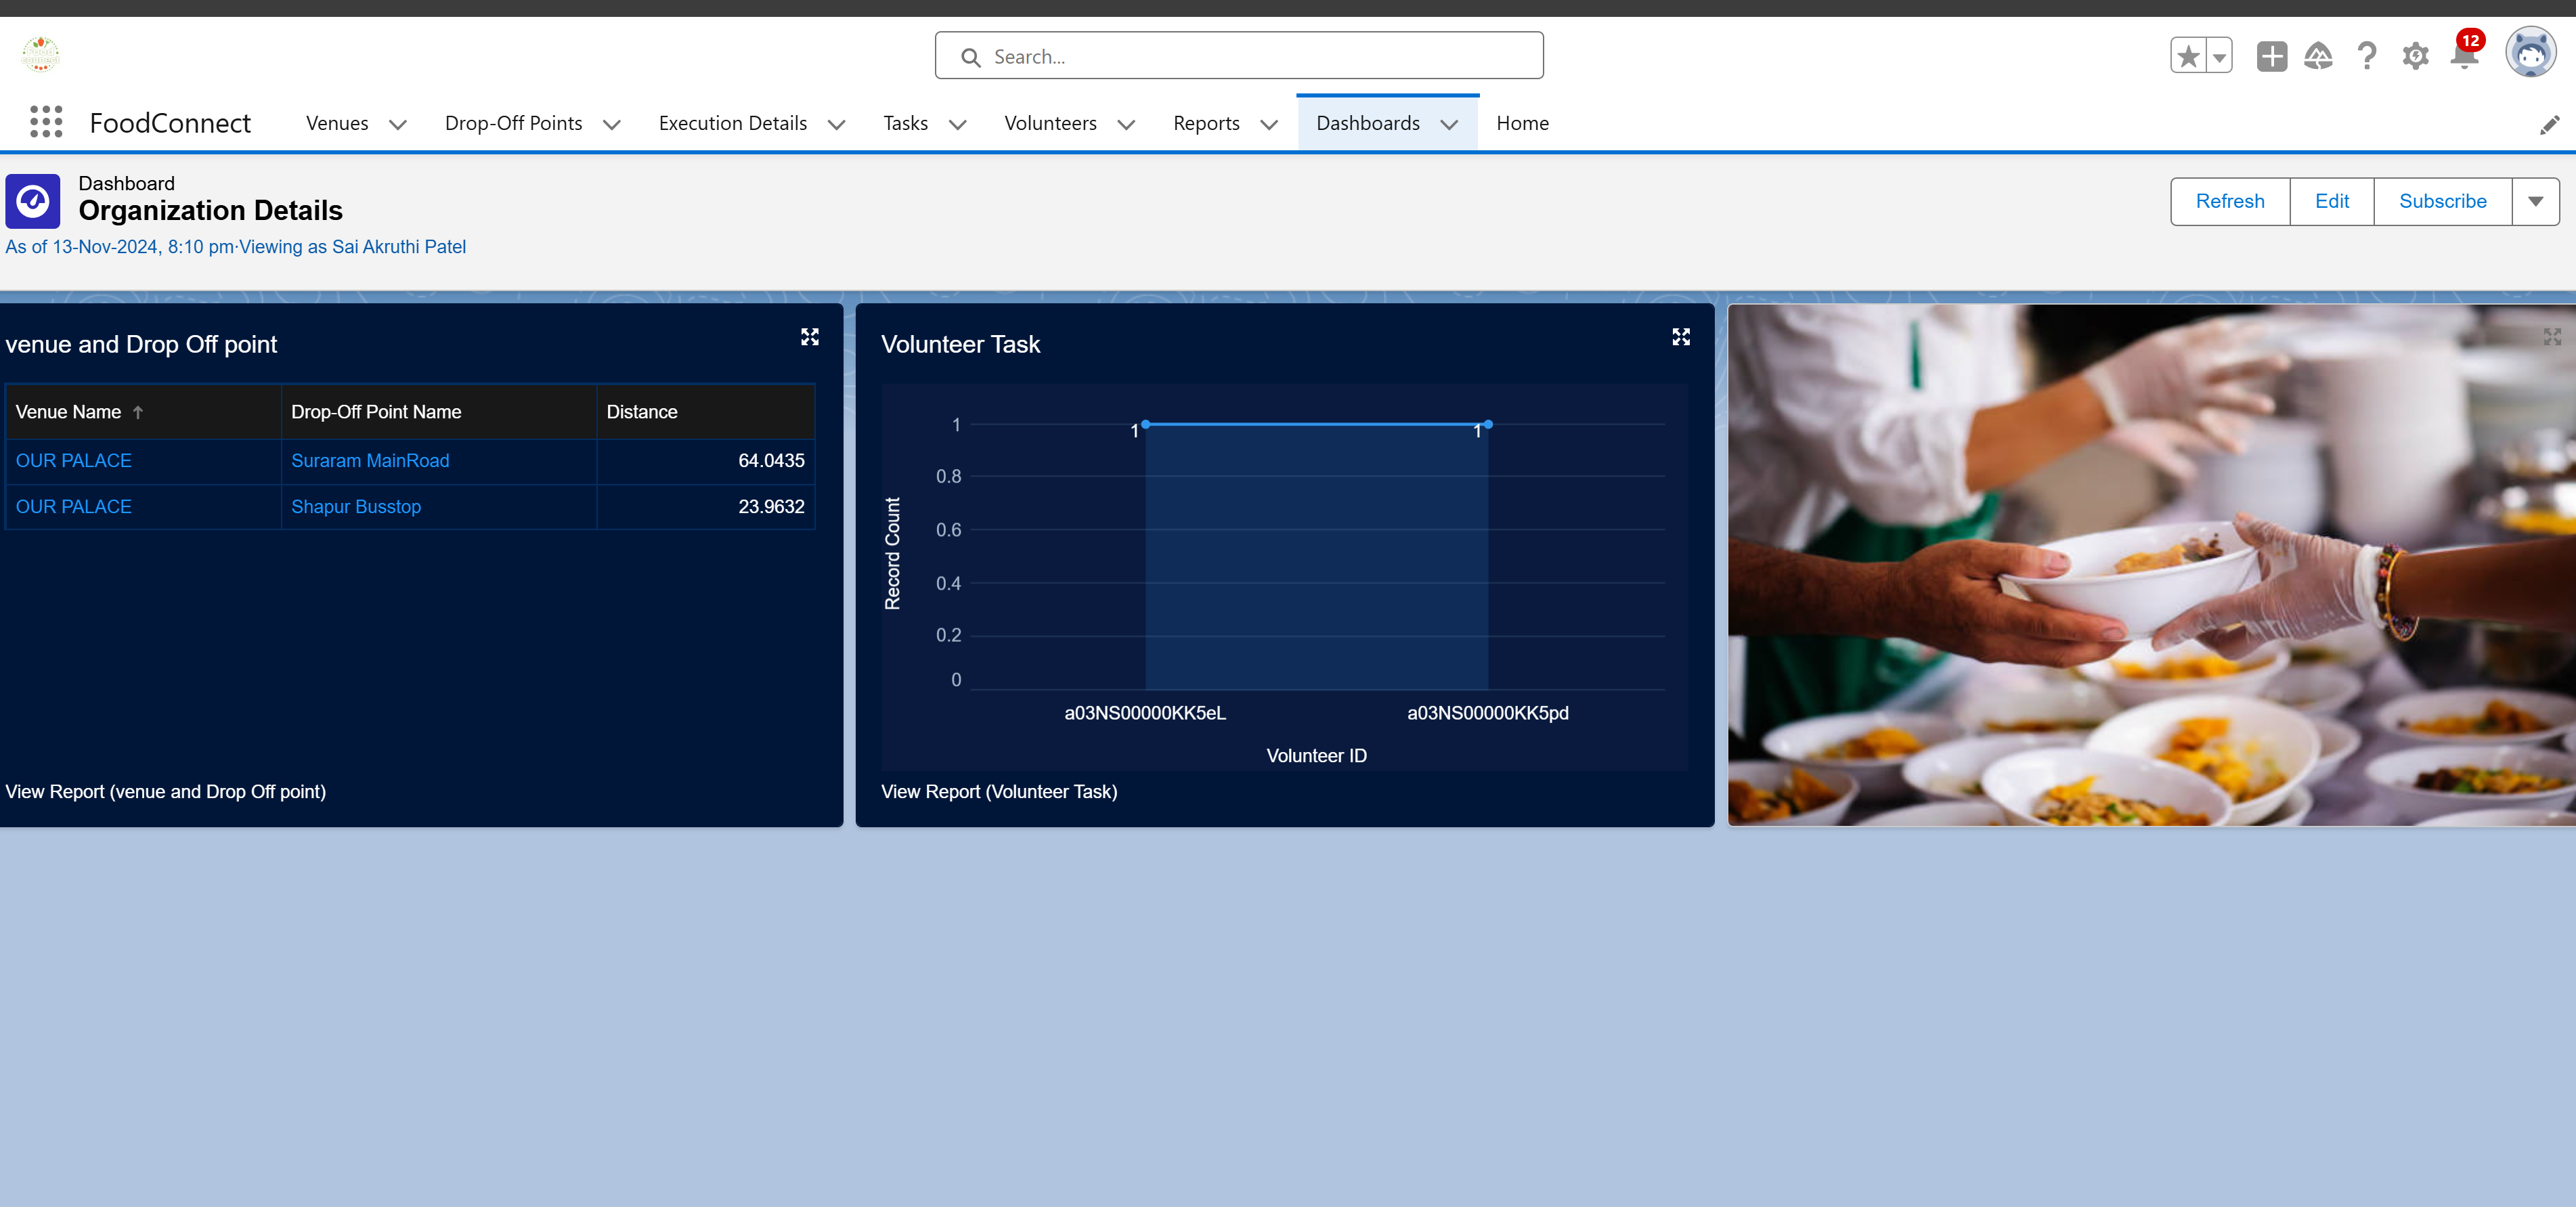 Search...
12
FoodConnect
Venues
Drop-Off Points
Execution Details
Tasks
Volunteers
Reports
Dashboards
Home
Dashboard
Organization Details
As of 13-Nov-2024, 8:10 pm·Viewing as Sai Akruthi Patel
Refresh
Edit
Subscribe
venue and Drop Off point
Venue Name
Drop-Off Point Name
Distance
OUR PALACE
Suraram MainRoad
64.0435
OUR PALACE
Shapur Busstop
23.9632
View Report (venue and Drop Off point)
Volunteer Task
1
0.8
0.6
0.4
0.2
0
Record Count
1
1
a03NS00000KK5eL
a03NS00000KK5pd
Volunteer ID
View Report (Volunteer Task)